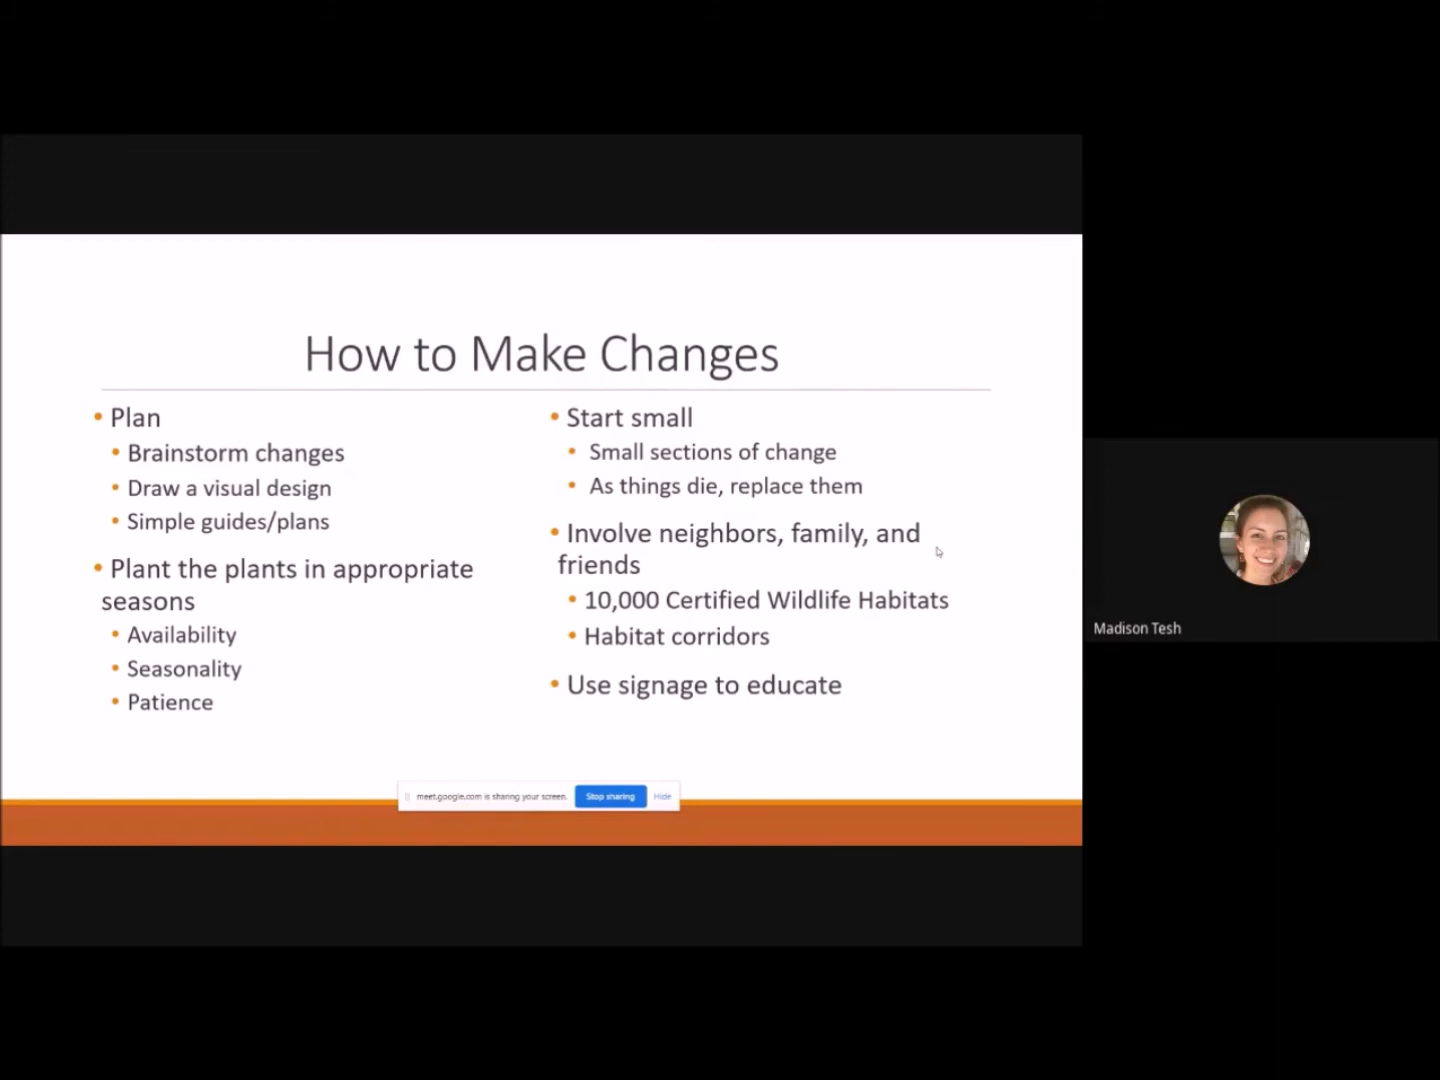 How to Make Changes
• Plan
• Brainstorm changes
• Draw a visual design
• Simple guides/plans
• Plant the plants in appropriate
seasons
• Availability
• Seasonality
• Patience
• Start small
• Small sections of change
• As things die, replace them
• Involve neighbors, family, and
friends
• 10,000 Certified Wildlife Habitats
• Habitat corridors
• Use signage to educate
meet.google.com is sharing your screen.
Stop sharing
Hide
Madison Tesh